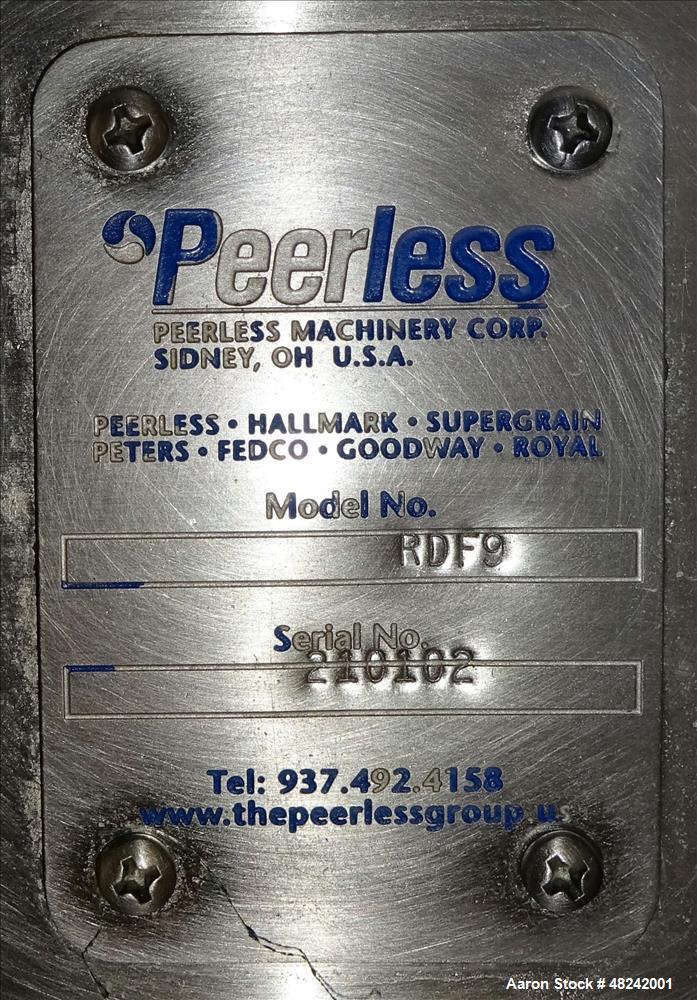 Peerless
PEERLESS MACHINERY CORP.
SIDNEY, OH U.S.A.
PEERLESS • HALLMARK • SUPERGRAIN
PETERS • FEDCO • GOODWAY • ROYAL
Model No.
RDF9
Serial No.
210102
Tel: 937.492.4158
www.thepeerlessgroup.us
Aaron Stock # 48242001